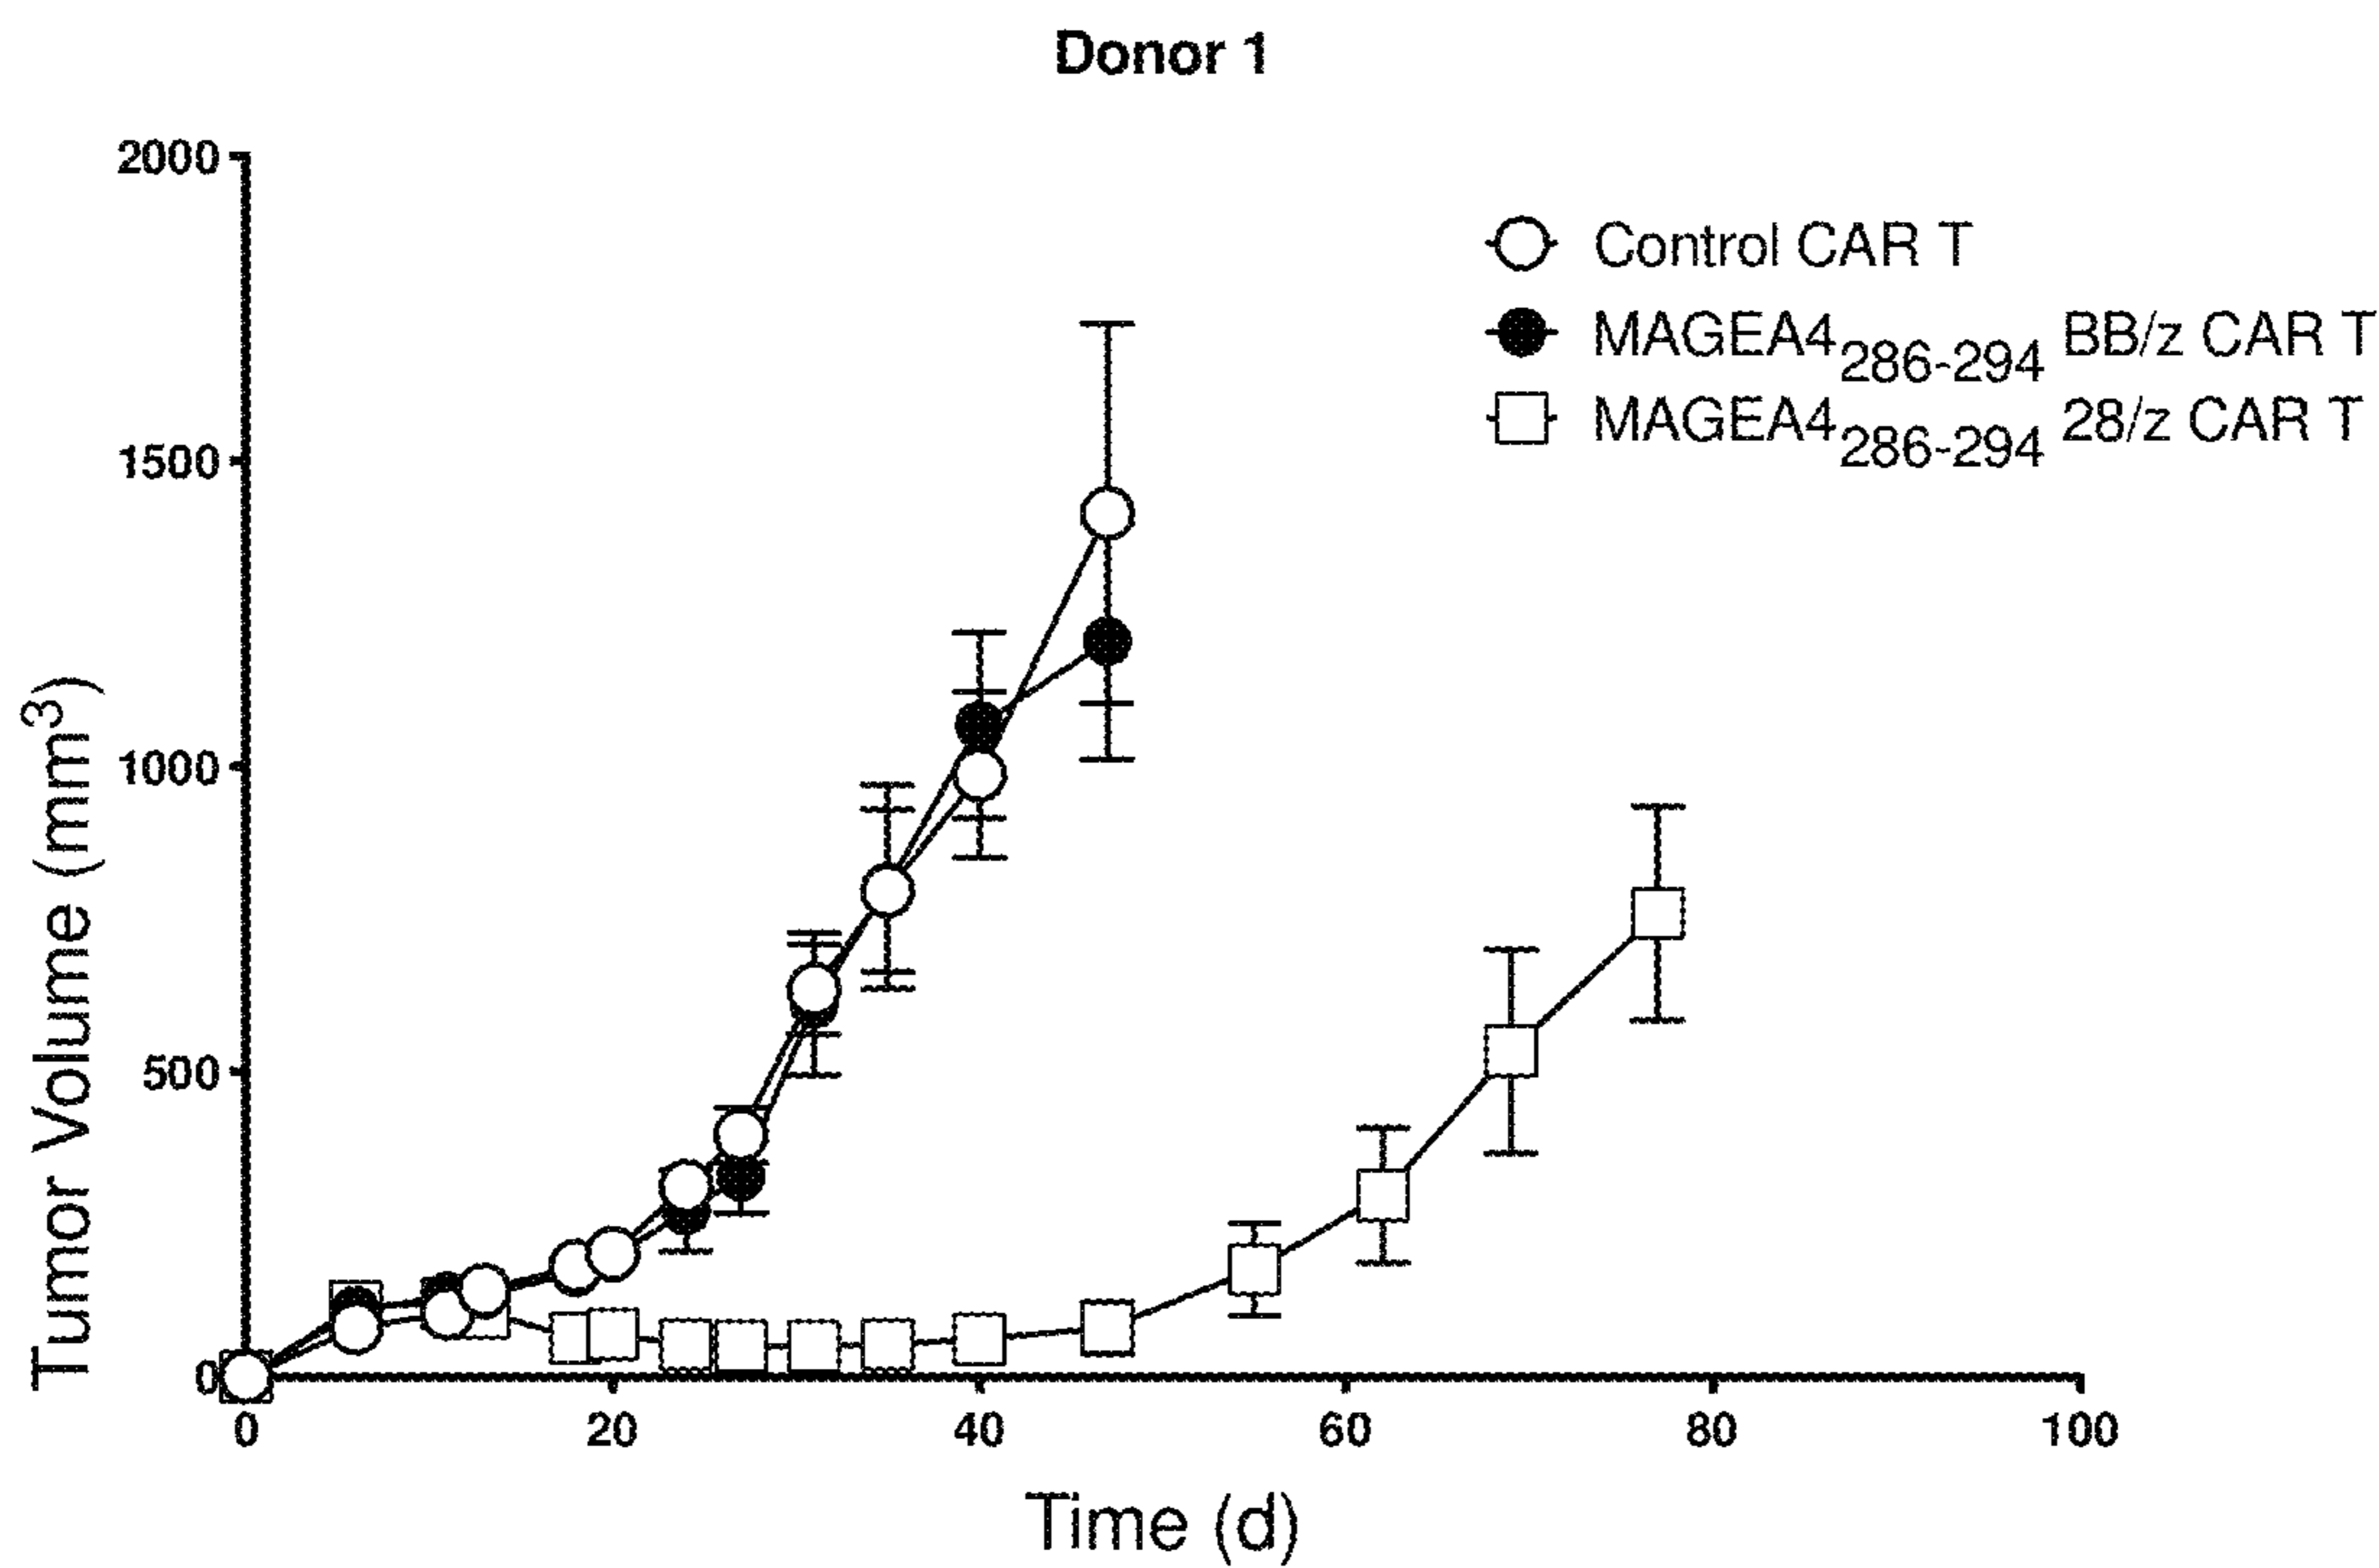 Donor 1
2000
1500
1000
500
0
Tumor Volume (mm³)
Control CAR T
MAGEA4₂₈₆₋₂₉₄ BB/z CAR T
MAGEA4₂₈₆₋₂₉₄ 28/z CAR T
0 20 40 60 80 100
Time (d)